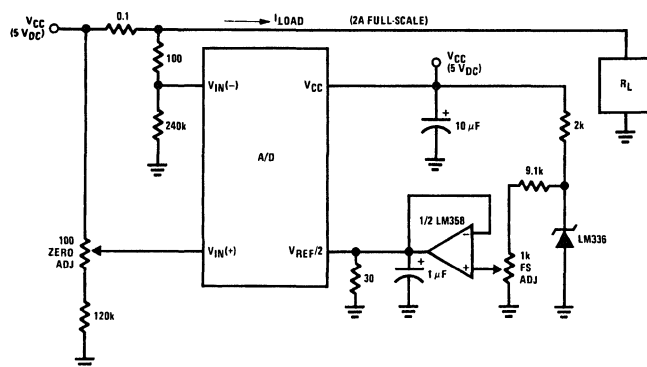 VCC
(5 VDC)
0.1
ILOAD
(2A FULL-SCALE)
100
VIN(−)
240k
A/D
VCC
VCC
(5 VDC)
+
10 μF
RL
2k
9.1k
LM336
1/2 LM358
−
+
1k
FS
ADJ
VREF/2
30
+
1 μF
100
ZERO
ADJ
VIN(+)
120k